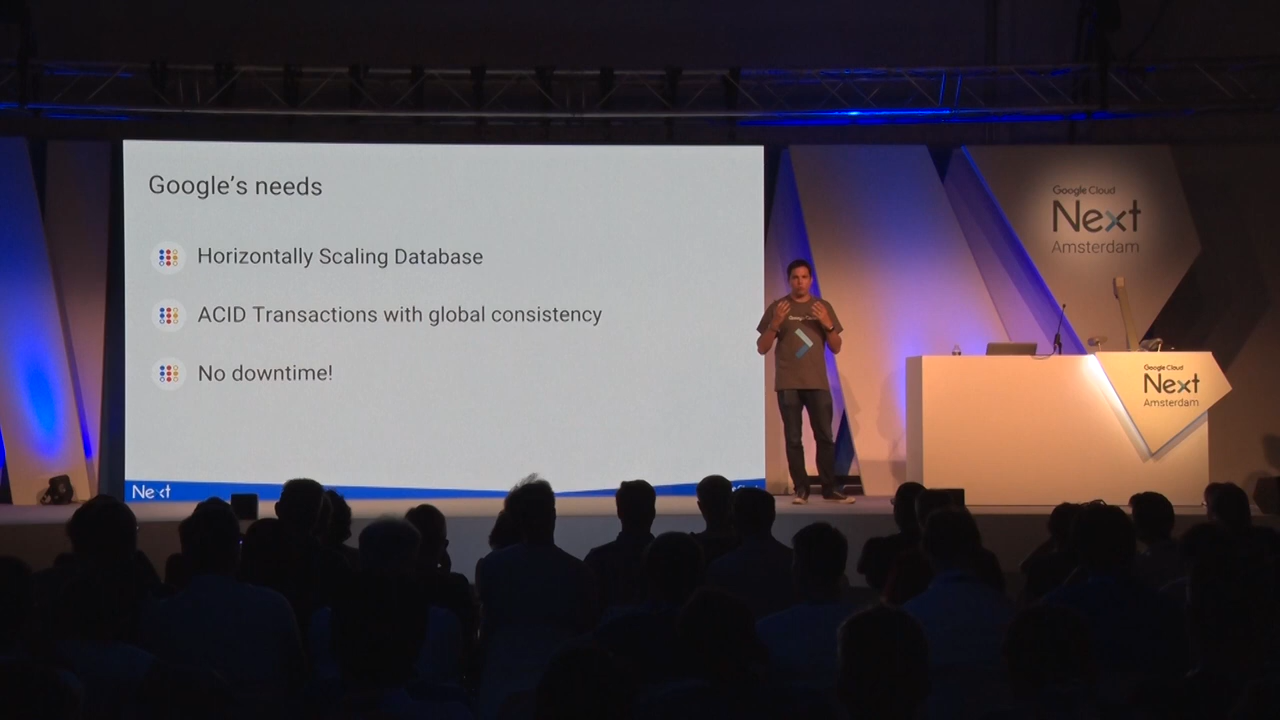 Google's needs
Horizontally Scaling Database
ACID Transactions with global consistency
No downtime!
Next
Google Cloud
Next
Amsterdam
Google Cloud
Next
Amsterdam